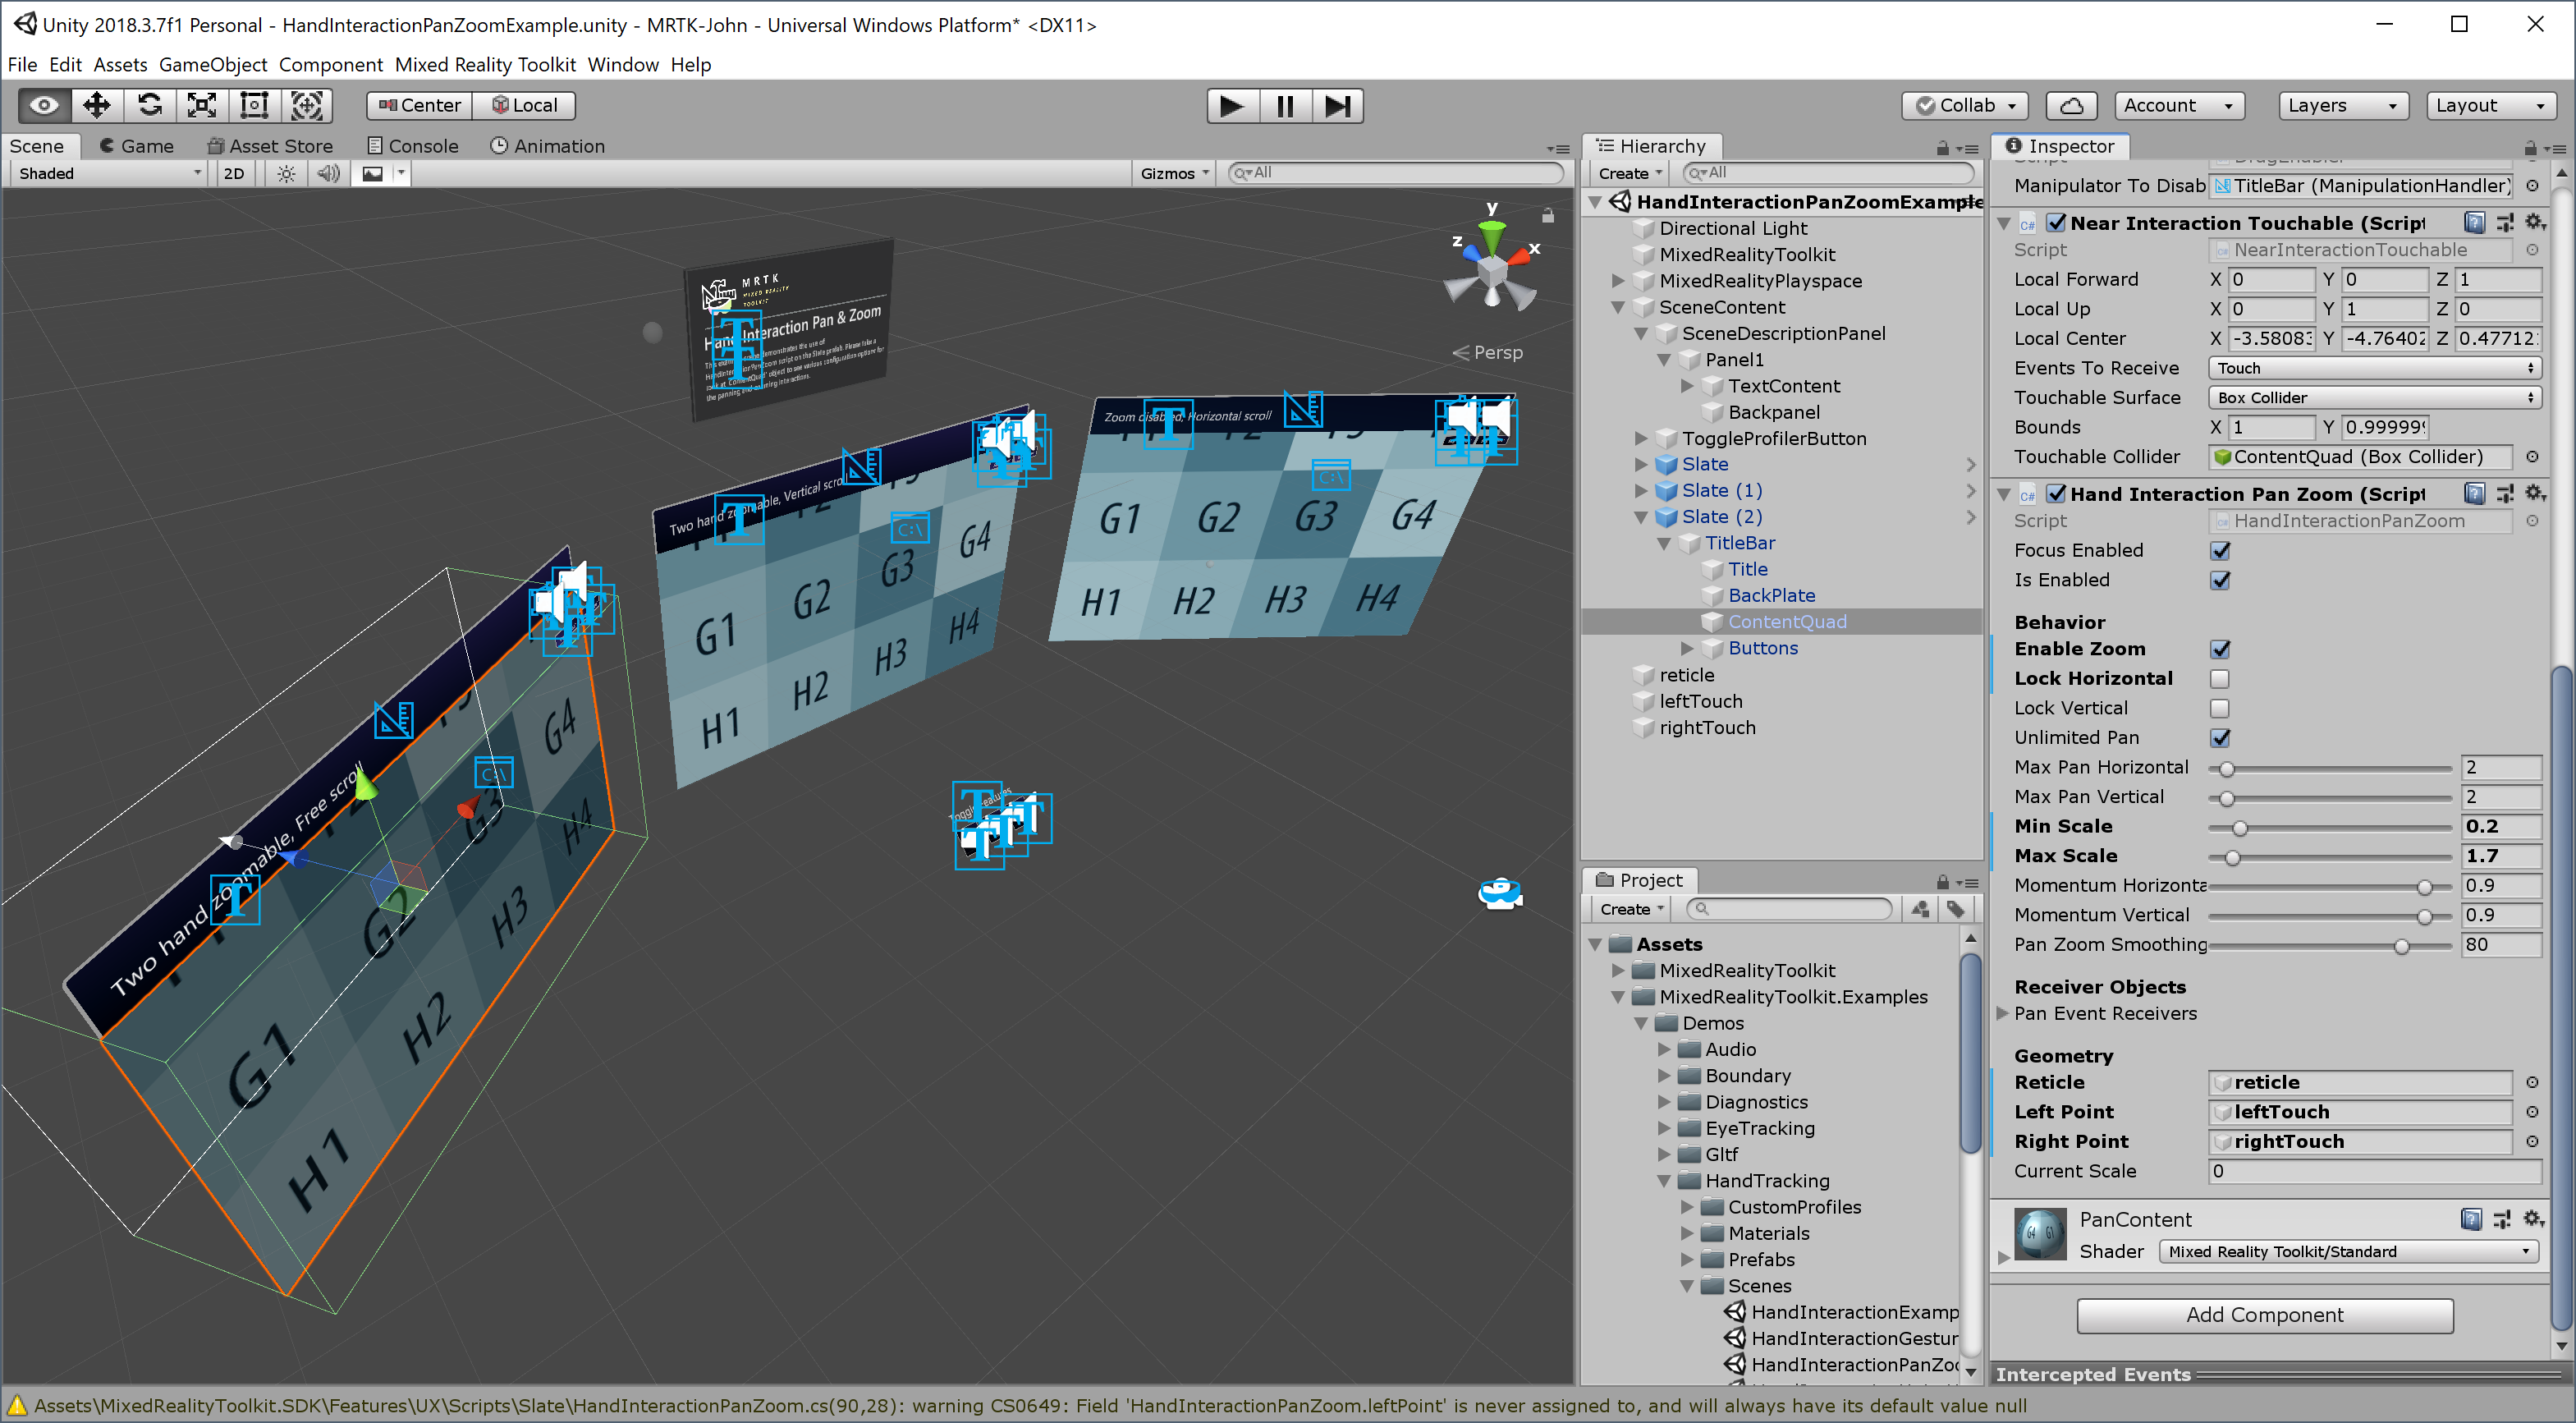 Unity 2018.3.7f1 Personal - HandInteractionPanZoomExample.unity - MRTK-John - Universal Windows Platform* <DX11>
File Edit Assets GameObject Component Mixed Reality Toolkit Window Help
Center Local
Collab Account Layers Layout
Scene Game Asset Store Console Animation
Shaded 2D Gizmos All
y
z x
Persp
MRTK
MIXED REALITY
TOOLKIT
Interaction Pan & Zoom
Zoom disabled, Horizontal scroll
G1 G2 G3 G4
H1 H2 H3 H4
Two hand zoomable, Vertical scroll
C:\
G1 G2 G3 G4
H1 H2 H3 H4
Two hand zoomable, Free scroll
C:\
G1 G2 G3 G4
H1 H2 H3 H4
Hierarchy
Create All
HandInteractionPanZoomExample
Directional Light
MixedRealityToolkit
MixedRealityPlayspace
SceneContent
SceneDescriptionPanel
Panel1
TextContent
Backpanel
ToggleProfilerButton
Slate
Slate (1)
Slate (2)
TitleBar
Title
BackPlate
ContentQuad
Buttons
reticle
leftTouch
rightTouch
Project
Create
Assets
MixedRealityToolkit
MixedRealityToolkit.Examples
Demos
Audio
Boundary
Diagnostics
EyeTracking
Gltf
HandTracking
CustomProfiles
Materials
Prefabs
Scenes
HandInteractionExamp
HandInteractionGestur
HandInteractionPanZoo
Inspector
Manipulator To Disab TitleBar (ManipulationHandler)
Near Interaction Touchable (Script
Script NearInteractionTouchable
Local Forward X 0 Y 0 Z 1
Local Up X 0 Y 1 Z 0
Local Center X -3.58083 Y -4.76402 Z 0.47712
Events To Receive Touch
Touchable Surface Box Collider
Bounds X 1 Y 0.999999
Touchable Collider ContentQuad (Box Collider)
Hand Interaction Pan Zoom (Script
Script HandInteractionPanZoom
Focus Enabled
Is Enabled
Behavior
Enable Zoom
Lock Horizontal
Lock Vertical
Unlimited Pan
Max Pan Horizontal 2
Max Pan Vertical 2
Min Scale 0.2
Max Scale 1.7
Momentum Horizonta 0.9
Momentum Vertical 0.9
Pan Zoom Smoothing 80
Receiver Objects
Pan Event Receivers
Geometry
Reticle reticle
Left Point leftTouch
Right Point rightTouch
Current Scale 0
PanContent
Shader Mixed Reality Toolkit/Standard
Add Component
Intercepted Events
Assets\MixedRealityToolkit.SDK\Features\UX\Scripts\Slate\HandInteractionPanZoom.cs(90,28): warning CS0649: Field 'HandInteractionPanZoom.leftPoint' is never assigned to, and will always have its default value null